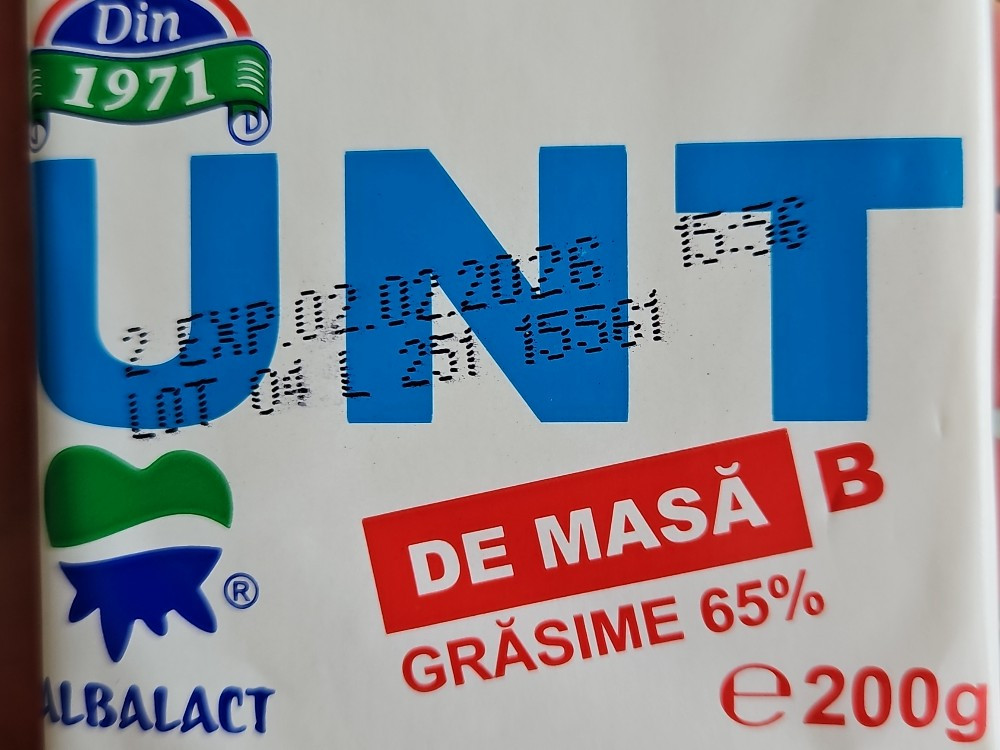 Din
1971
UNT
2 EXP.02.02.2026 15:56
LOT 04 L 251 15561
DE MASĂ B
GRĂSIME 65%
®
ALBALACT
℮200g